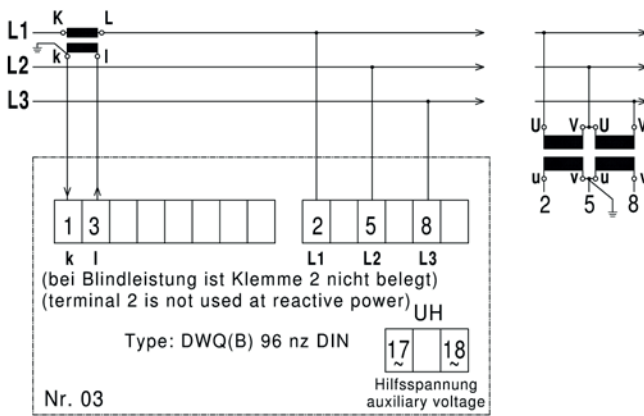 K L
L1
k l
L2
L3
U V U V
u v u v
2 5 8
1 3 2 5 8
k l L1 L2 L3
(bei Blindleistung ist Klemme 2 nicht belegt)
(terminal 2 is not used at reactive power)
UH
Type: DWQ(B) 96 nz DIN
17 18
~ ~
Hilfsspannung
auxiliary voltage
Nr. 03